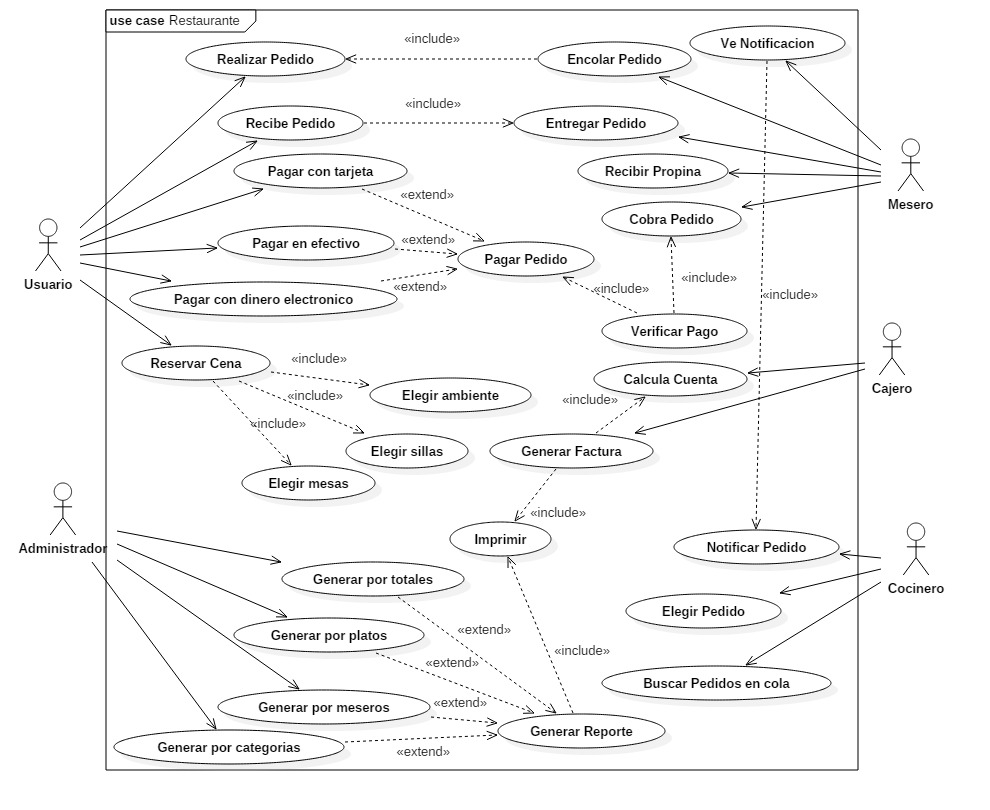 use case Restaurante
Realizar Pedido
«include»
Encolar Pedido
Ve Notificacion
Recibe Pedido
«include»
Entregar Pedido
Pagar con tarjeta
«extend»
Recibir Propina
Mesero
Cobra Pedido
Usuario
Pagar en efectivo
«extend»
Pagar Pedido
«include»
«include»
«include»
«extend»
Pagar con dinero electronico
Verificar Pago
Reservar Cena
«include»
Calcula Cuenta
Cajero
«include»
Elegir ambiente
«include»
«include»
Elegir sillas
Generar Factura
Elegir mesas
«include»
Imprimir
Administrador
Notificar Pedido
Generar por totales
Cocinero
Elegir Pedido
Generar por platos
«extend»
«extend»
«include»
Buscar Pedidos en cola
Generar por meseros
«extend»
Generar Reporte
Generar por categorias
«extend»